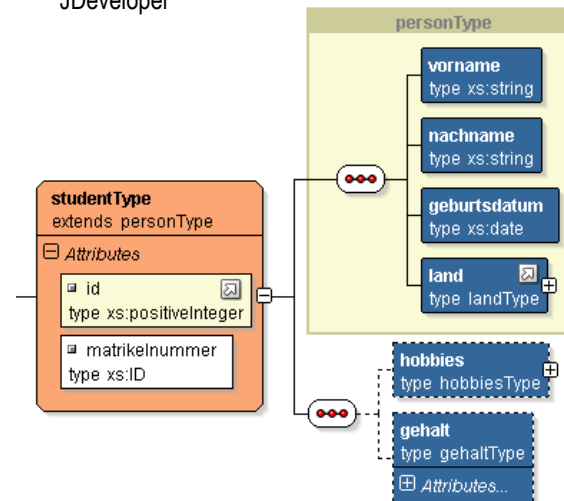 JDeveloper
personType
vorname
type xs:string
nachname
type xs:string
geburtsdatum
type xs:date
land
type landType
studentType
extends personType
Attributes
id
type xs:positiveInteger
matrikelnummer
type xs:ID
hobbies
type hobbiesType
gehalt
type gehaltType
Attributes...